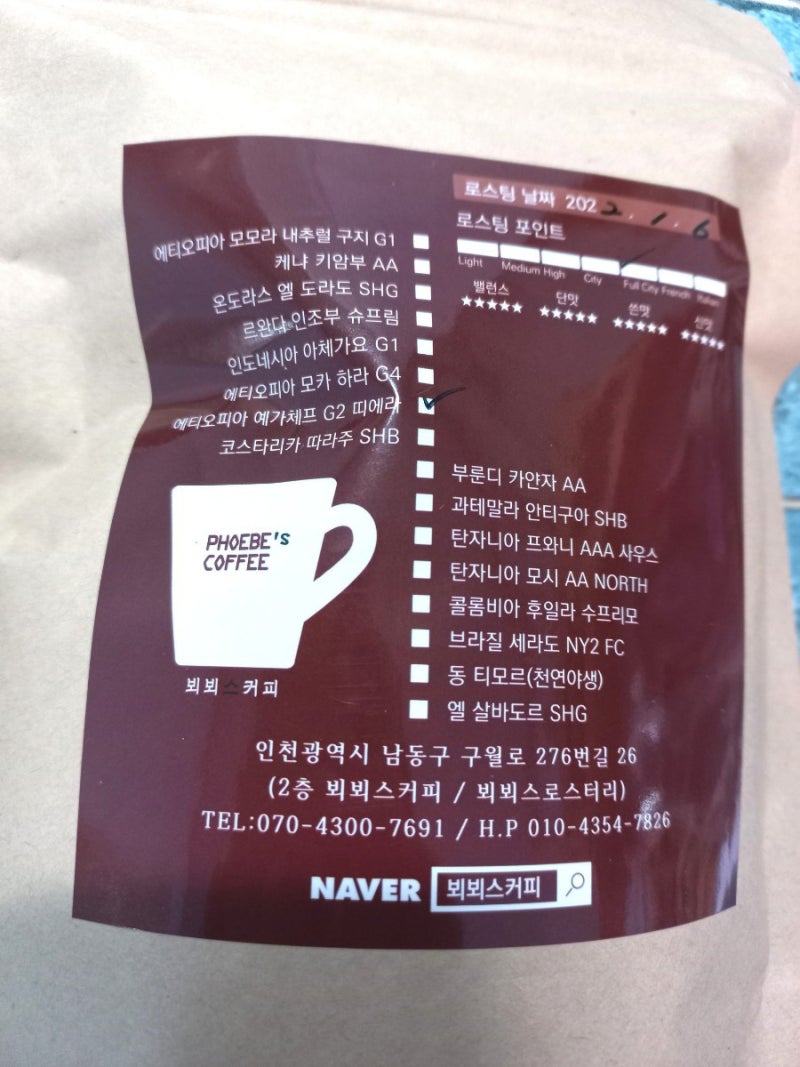 로스팅 날짜 2022. 1. 6
로스팅 포인트
Light Medium High City Full City French Italian
밸런스 단맛 쓴맛 신맛
★★★★★ ★★★★★ ★★★★★ ★★★★★
에티오피아 모모라 내추럴 구지 G1
케냐 키암부 AA
온두라스 엘 도라도 SHG
르완다 인조부 슈프림
인도네시아 아체가요 G1
에티오피아 모카 하라 G4
에티오피아 예가체프 G2 띠에라
코스타리카 따라주 SHB
부룬디 카얀자 AA
과테말라 안티구아 SHB
탄자니아 프와니 AAA 사우스
탄자니아 모시 AA NORTH
콜롬비아 후일라 수프리모
브라질 세라도 NY2 FC
동 티모르(천연야생)
엘 살바도르 SHG
PHOEBE's
COFFEE
뵈뵈스커피
인천광역시 남동구 구월로 276번길 26
(2층 뵈뵈스커피 / 뵈뵈스로스터리)
TEL:070-4300-7691 / H.P 010-4354-7826
NAVER 뵈뵈스커피